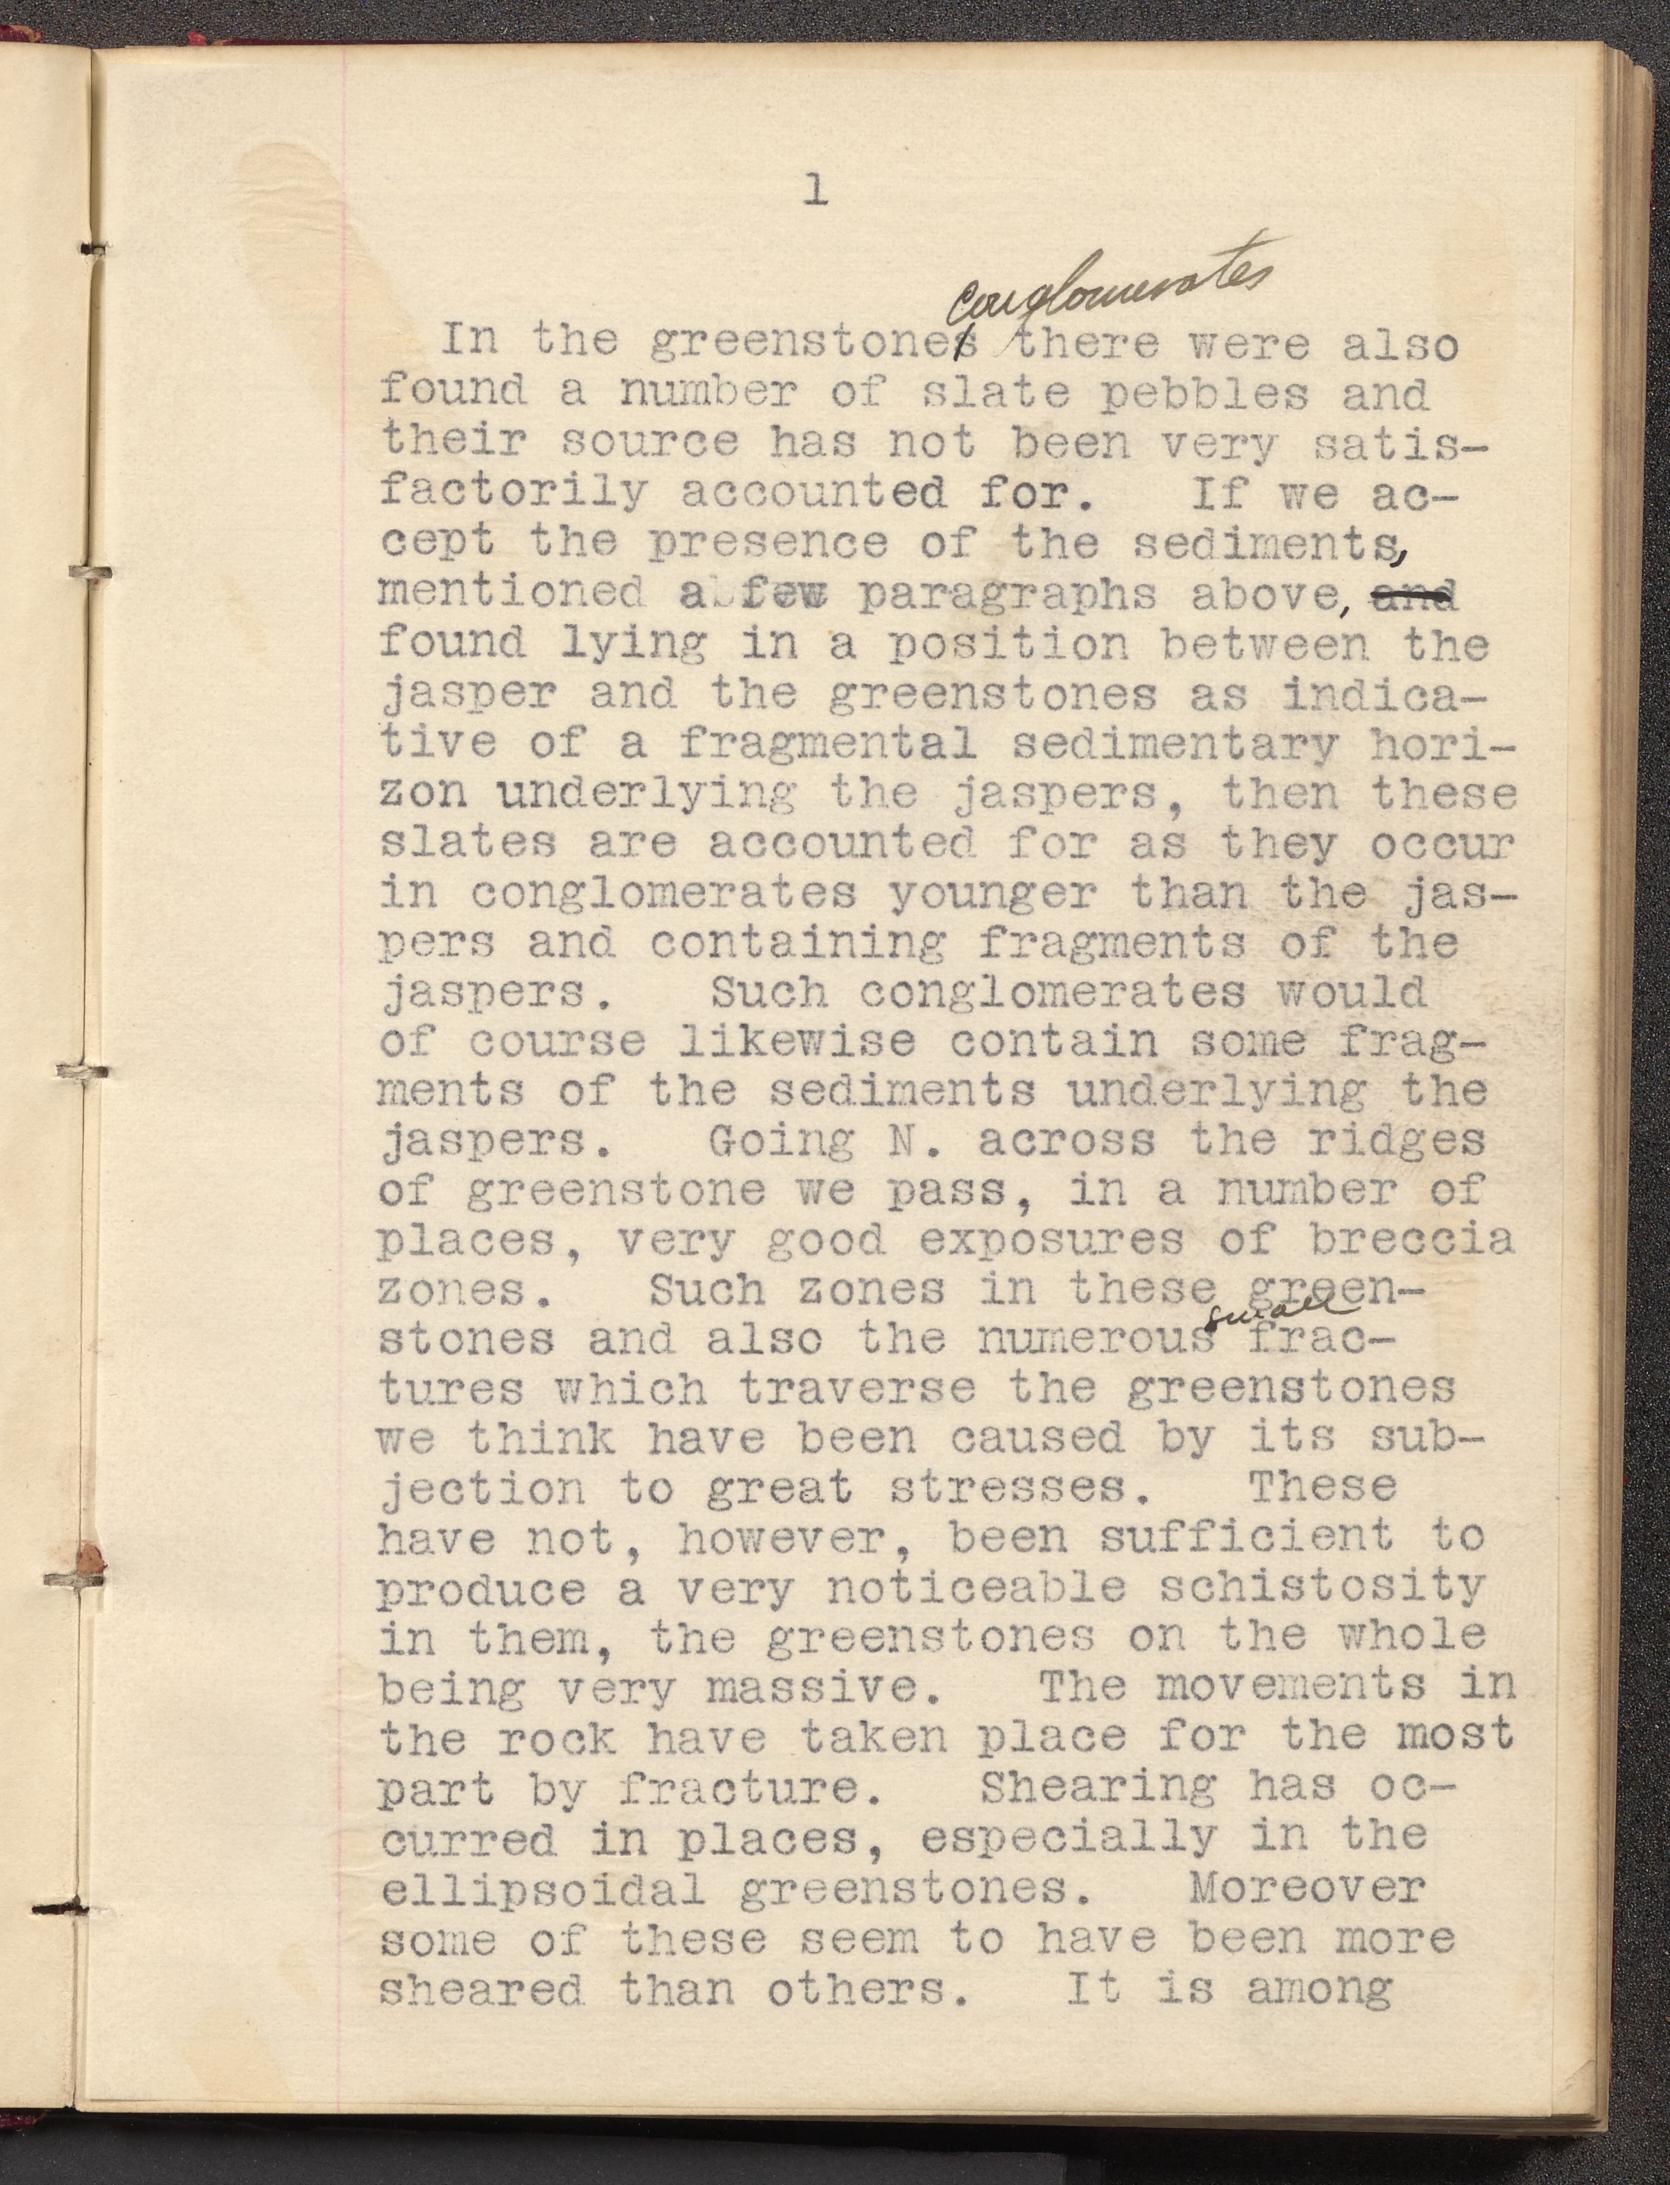 1
conglomerates
In the greenstones there were also
found a number of slate pebbles and
their source has not been very satis-
factorily accounted for. If we ac-
cept the presence of the sediments,
mentioned a few paragraphs above, and
found lying in a position between the
jasper and the greenstones as indica-
tive of a fragmental sedimentary hori-
zon underlying the jaspers, then these
slates are accounted for as they occur
in conglomerates younger than the jas-
pers and containing fragments of the
jaspers. Such conglomerates would
of course likewise contain some frag-
ments of the sediments underlying the
jaspers. Going N. across the ridges
of greenstone we pass, in a number of
places, very good exposures of breccia
zones. Such zones in these green-
small
stones and also the numerous frac-
tures which traverse the greenstones
we think have been caused by its sub-
jection to great stresses. These
have not, however, been sufficient to
produce a very noticeable schistosity
in them, the greenstones on the whole
being very massive. The movements in
the rock have taken place for the most
part by fracture. Shearing has oc-
curred in places, especially in the
ellipsoidal greenstones. Moreover
some of these seem to have been more
sheared than others. It is among